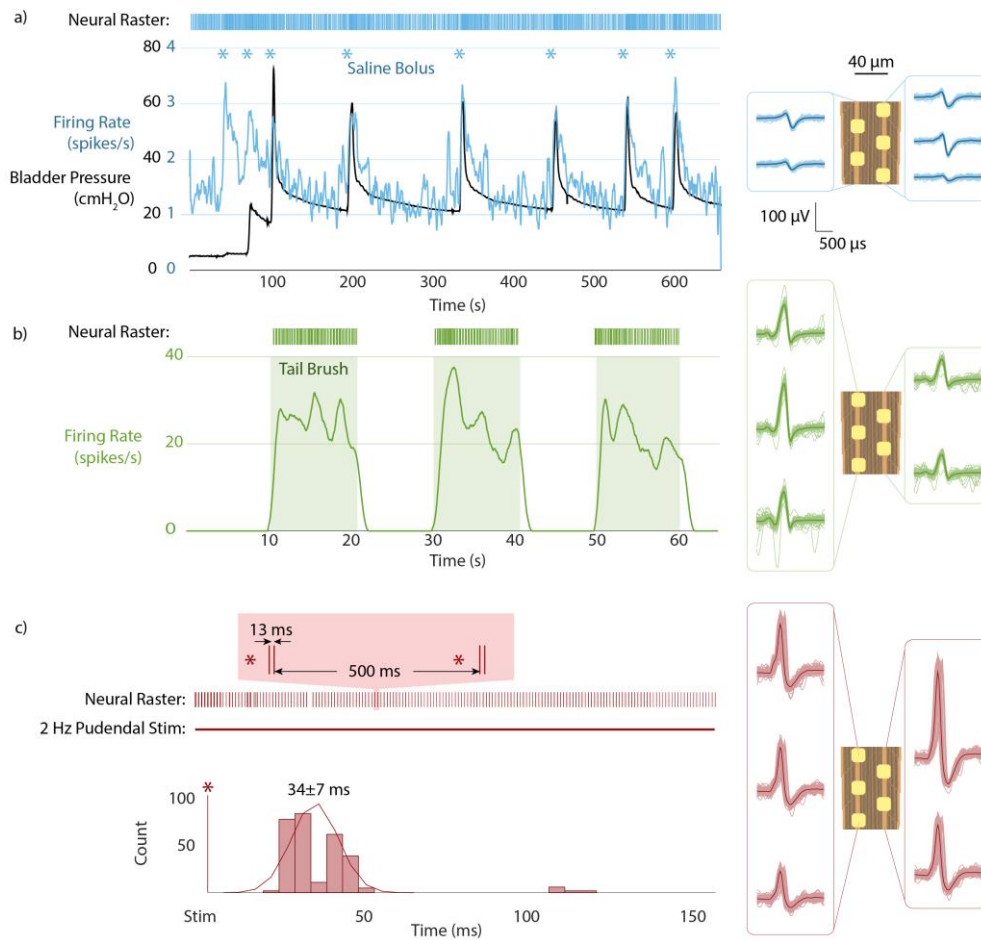 a)
Neural Raster:
* * * * * * * *
Saline Bolus
80 4
60 3
40 2
20 1
0 0
Firing Rate
(spikes/s)
Bladder Pressure
(cmH₂O)
100 200 300 400 500 600
Time (s)
40 µm
100 µV
500 µs
b)
Neural Raster:
Tail Brush
40
20
0
Firing Rate
(spikes/s)
10 20 30 40 50 60
Time (s)
c)
13 ms
* *
500 ms
Neural Raster:
2 Hz Pudendal Stim:
*
34±7 ms
100
50
Count
Stim 50 100 150
Time (ms)